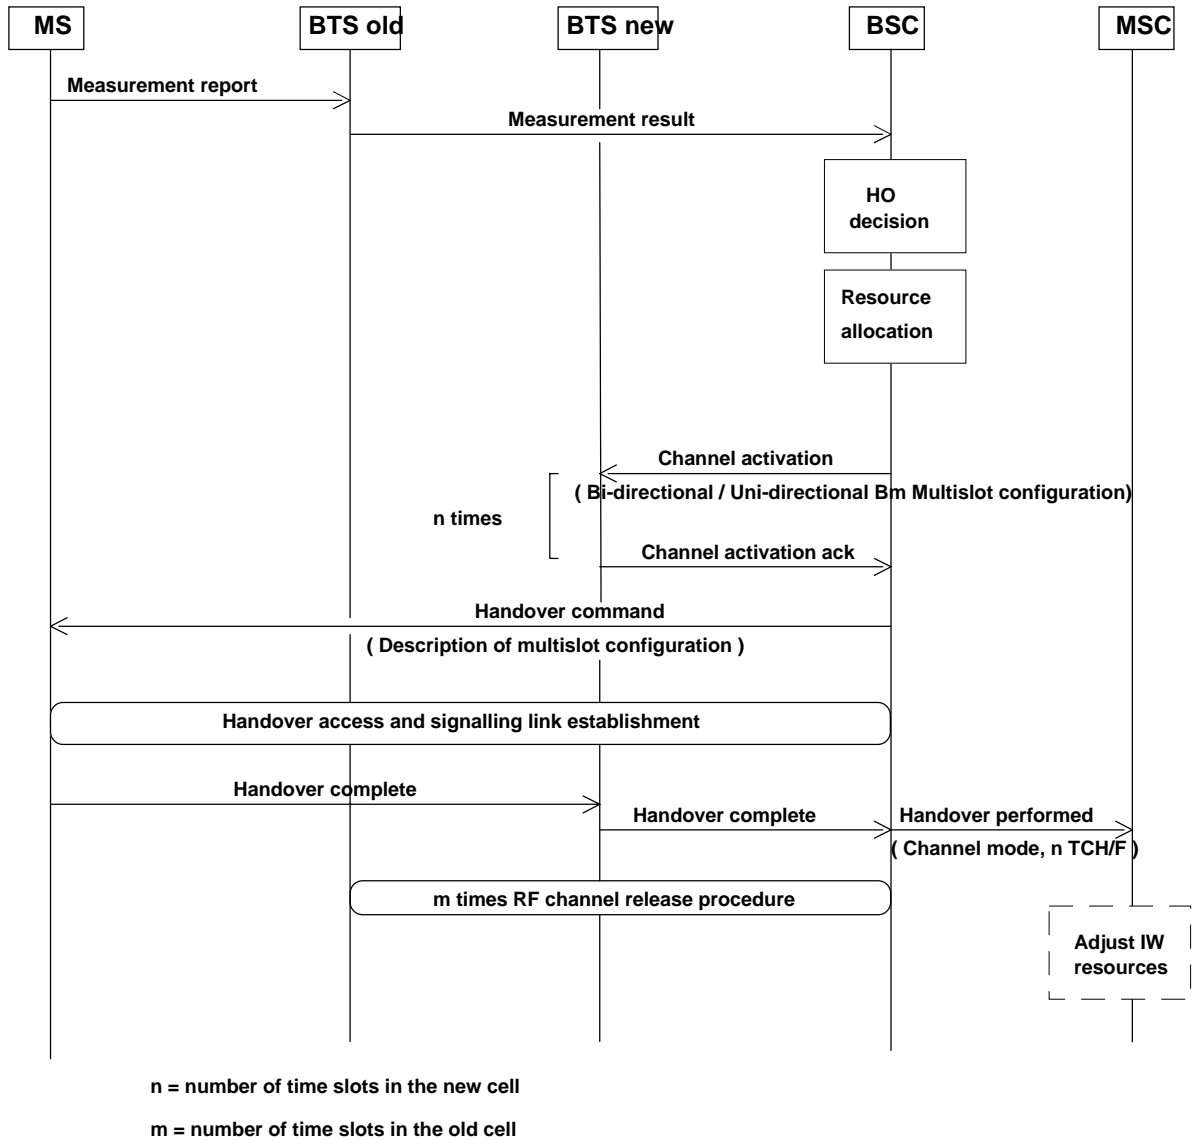 MS
BTS old
BTS new
BSC
MSC
Measurement report
Measurement result
HO
decision
Resource
allocation
Channel activation
( Bi-directional / Uni-directional Bm Multislot configuration)
n times
Channel activation ack
Handover command
( Description of multislot configuration )
Handover access and signalling link establishment
Handover complete
Handover complete
Handover performed
( Channel mode, n TCH/F )
m times RF channel release procedure
Adjust IW
resources
n = number of time slots in the new cell
m = number of time slots in the old cell